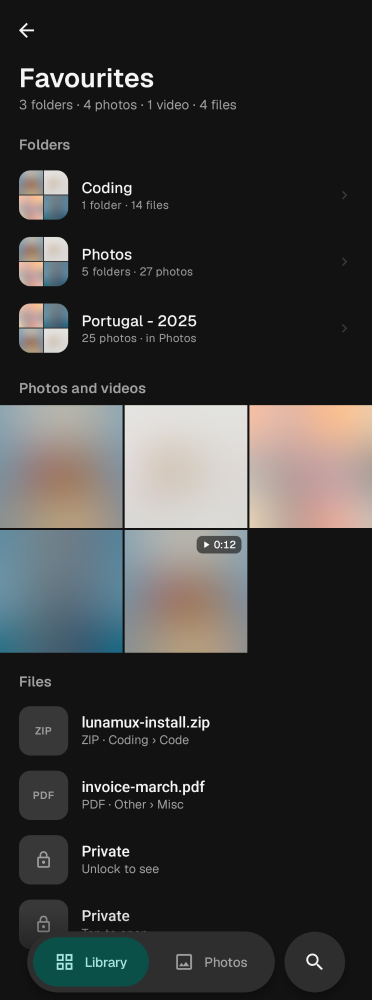 Favourites
3 folders · 4 photos · 1 video · 4 files
Folders
Coding
1 folder · 14 files
Photos
5 folders · 27 photos
Portugal - 2025
25 photos · in Photos
Photos and videos
0:12
Files
ZIP
lunamux-install.zip
ZIP · Coding › Code
PDF
invoice-march.pdf
PDF · Other › Misc
Private
Unlock to see
Private
Library
Photos